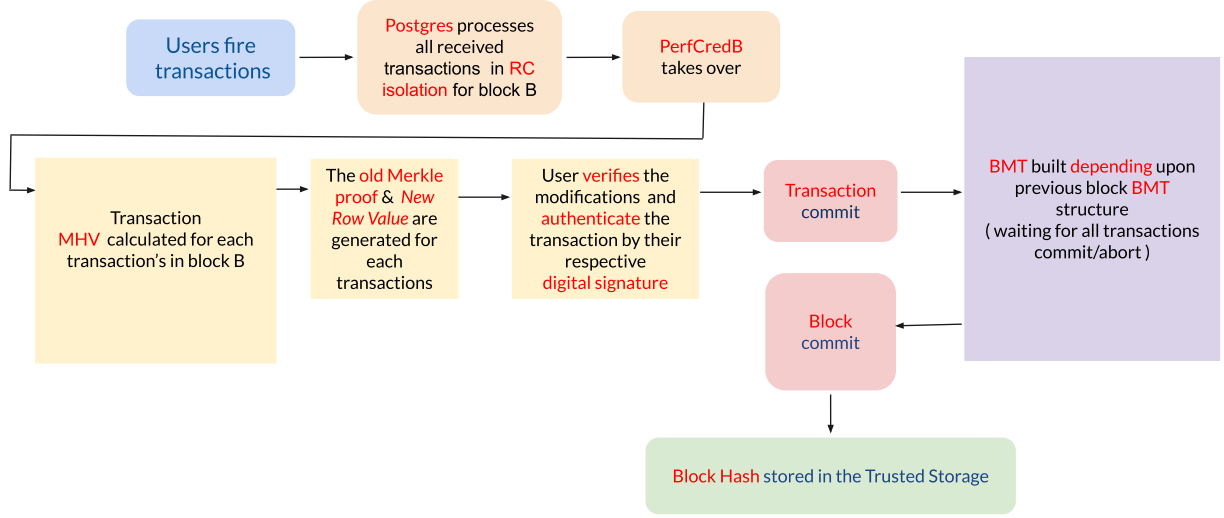 Users fire
transactions
Postgres processes
all received
transactions in RC
isolation for block B
PerfCredB
takes over
Transaction
MHV calculated for each
transaction's in block B
The old Merkle
proof & New
Row Value are
generated for
each
transactions
User verifies the
modifications and
authenticate the
transaction by their
respective
digital signature
Transaction
commit
BMT built depending upon
previous block BMT
structure
( waiting for all transactions
commit/abort )
Block
commit
Block Hash stored in the Trusted Storage